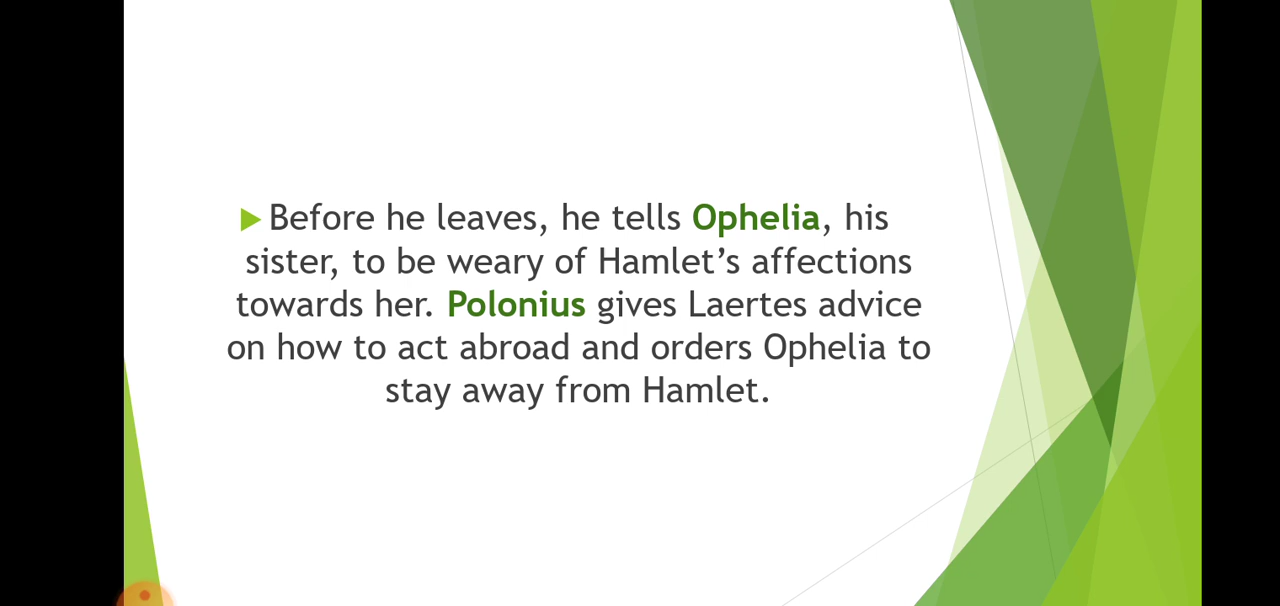 Before he leaves, he tells Ophelia, his
sister, to be weary of Hamlet’s affections
towards her. Polonius gives Laertes advice
on how to act abroad and orders Ophelia to
stay away from Hamlet.